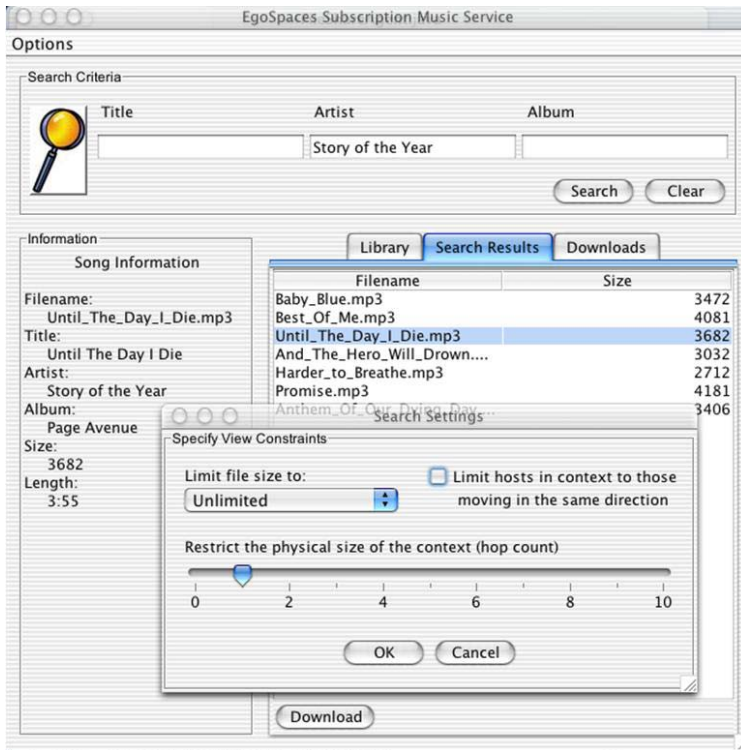 EgoSpaces Subscription Music Service
Options
Search Criteria
Title Artist Album
Story of the Year
Search Clear
Information
Song Information
Filename:
Until_The_Day_I_Die.mp3
Title:
Until The Day I Die
Artist:
Story of the Year
Album:
Page Avenue
Size:
3682
Length:
3:55
Library Search Results Downloads
Filename Size
Baby_Blue.mp3 3472
Best_Of_Me.mp3 4081
Until_The_Day_I_Die.mp3 3682
And_The_Hero_Will_Drown.... 3032
Harder_to_Breathe.mp3 2712
Promise.mp3 4181
Anthem_Of_Our_Dying_Day.... 3406
Search Settings
Specify View Constraints
Limit file size to:
Unlimited
Limit hosts in context to those
moving in the same direction
Restrict the physical size of the context (hop count)
0 2 4 6 8 10
OK Cancel
Download